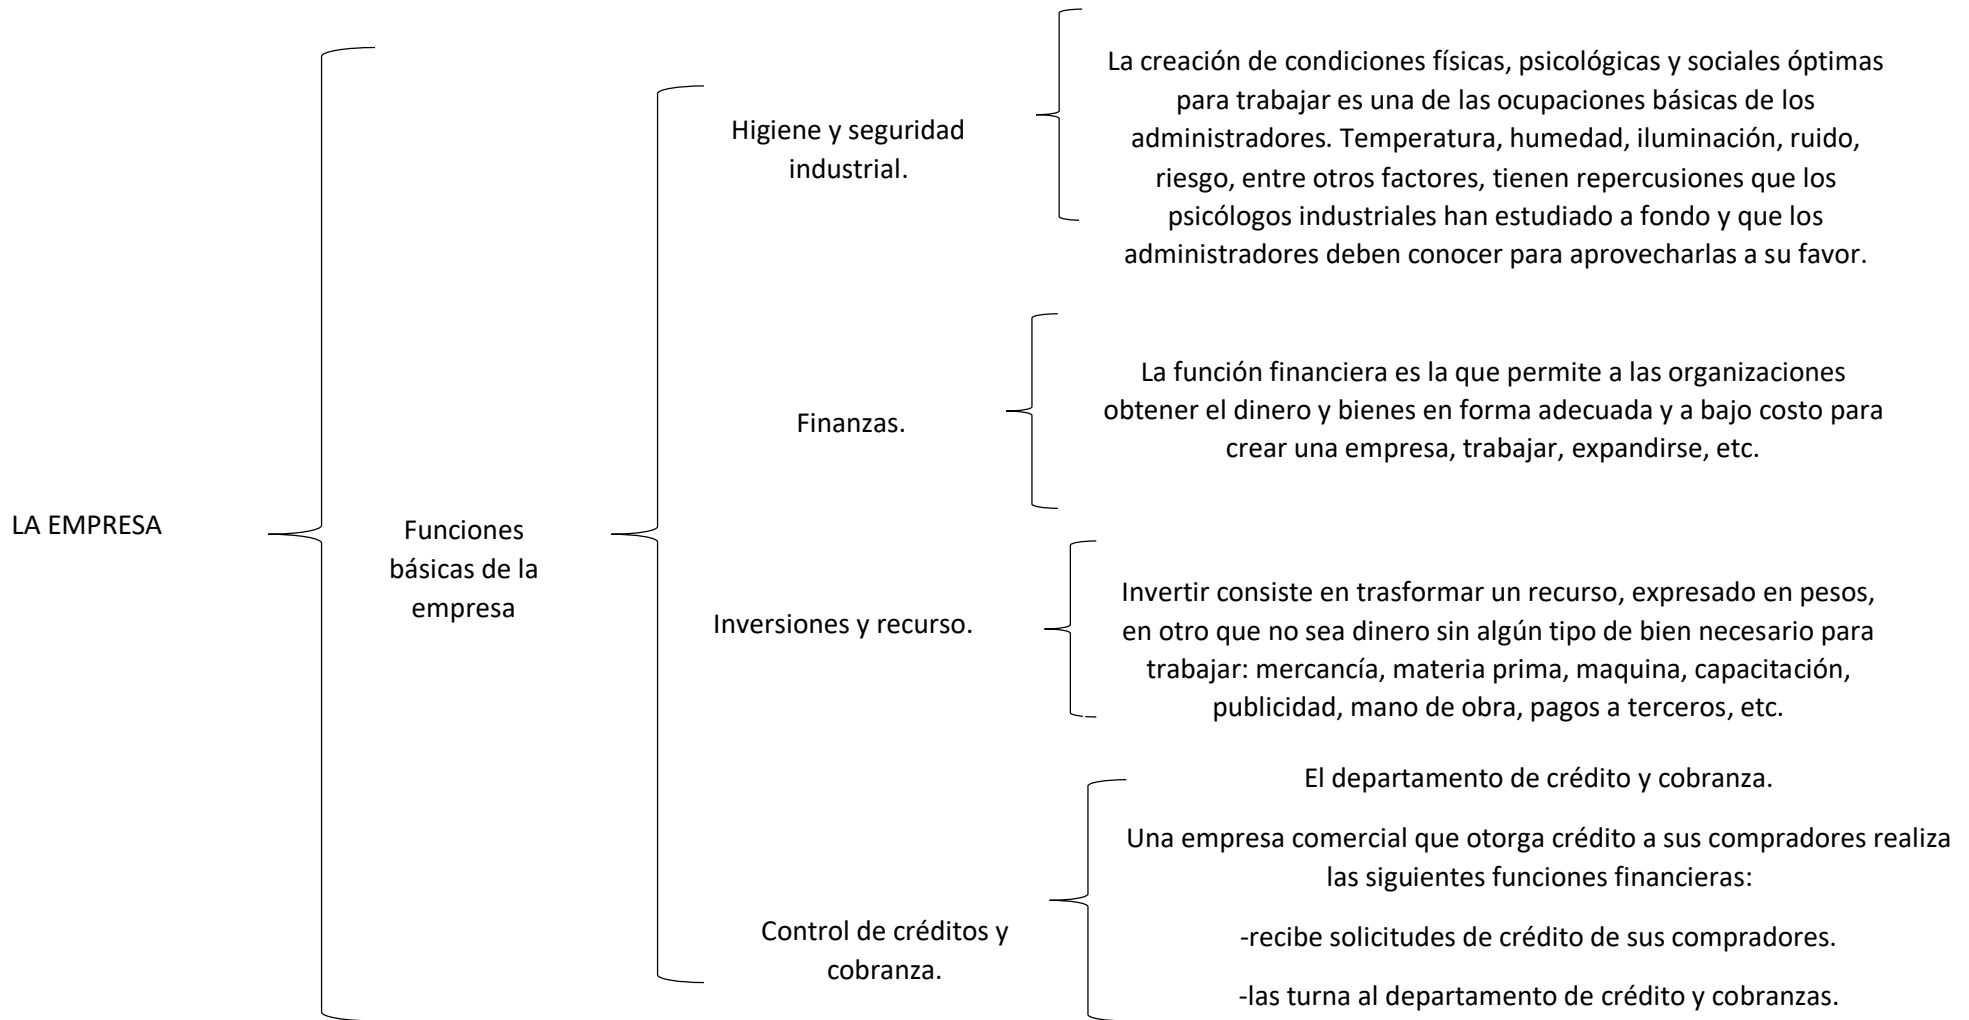 LA EMPRESA
Funciones
básicas de la
empresa
Higiene y seguridad
industrial.
La creación de condiciones físicas, psicológicas y sociales óptimas
para trabajar es una de las ocupaciones básicas de los
administradores. Temperatura, humedad, iluminación, ruido,
riesgo, entre otros factores, tienen repercusiones que los
psicólogos industriales han estudiado a fondo y que los
administradores deben conocer para aprovecharlas a su favor.
Finanzas.
La función financiera es la que permite a las organizaciones
obtener el dinero y bienes en forma adecuada y a bajo costo para
crear una empresa, trabajar, expandirse, etc.
Inversiones y recurso.
Invertir consiste en trasformar un recurso, expresado en pesos,
en otro que no sea dinero sin algún tipo de bien necesario para
trabajar: mercancía, materia prima, maquina, capacitación,
publicidad, mano de obra, pagos a terceros, etc.
Control de créditos y
cobranza.
El departamento de crédito y cobranza.
Una empresa comercial que otorga crédito a sus compradores realiza
las siguientes funciones financieras:
-recibe solicitudes de crédito de sus compradores.
-las turna al departamento de crédito y cobranzas.